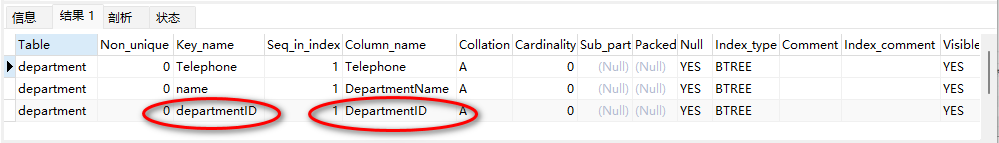 信息 结果 1 剖析 状态
Table Non_unique Key_name Seq_in_index Column_name Collation Cardinality Sub_part Packed Null Index_type Comment Index_comment Visible
department 0 Telephone 1 Telephone A 0 (Null) (Null) YES BTREE YES
department 0 name 1 DepartmentName A 0 (Null) (Null) YES BTREE YES
department 0 departmentID 1 DepartmentID A 0 (Null) (Null) YES BTREE YES